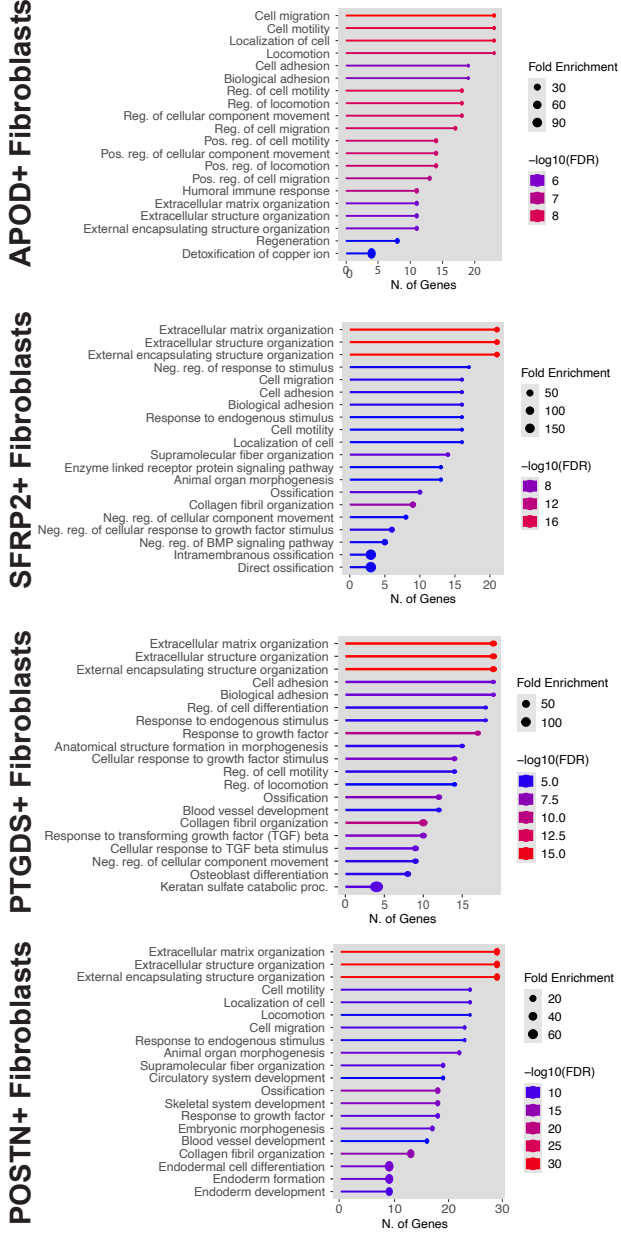 APOD+ Fibroblasts
Cell migration
Cell motility
Localization of cell
Locomotion
Cell adhesion
Biological adhesion
Reg. of cell motility
Reg. of locomotion
Reg. of cellular component movement
Reg. of cell migration
Pos. reg. of cell motility
Pos. reg. of cellular component movement
Pos. reg. of locomotion
Pos. reg. of cell migration
Humoral immune response
Extracellular matrix organization
Extracellular structure organization
External encapsulating structure organization
Regeneration
Detoxification of copper ion
0 5 10 15 20
0
N. of Genes
Fold Enrichment
30
60
90
−log10(FDR)
6
7
8
SFRP2+ Fibroblasts
Extracellular matrix organization
Extracellular structure organization
External encapsulating structure organization
Neg. reg. of response to stimulus
Cell migration
Cell adhesion
Biological adhesion
Response to endogenous stimulus
Cell motility
Localization of cell
Supramolecular fiber organization
Enzyme linked receptor protein signaling pathway
Animal organ morphogenesis
Ossification
Collagen fibril organization
Neg. reg. of cellular component movement
Neg. reg. of cellular response to growth factor stimulus
Neg. reg. of BMP signaling pathway
Intramembranous ossification
Direct ossification
0 5 10 15 20
N. of Genes
Fold Enrichment
50
100
150
−log10(FDR)
8
12
16
PTGDS+ Fibroblasts
Extracellular matrix organization
Extracellular structure organization
External encapsulating structure organization
Cell adhesion
Biological adhesion
Reg. of cell differentiation
Response to endogenous stimulus
Response to growth factor
Anatomical structure formation in morphogenesis
Cellular response to growth factor stimulus
Reg. of cell motility
Reg. of locomotion
Ossification
Blood vessel development
Collagen fibril organization
Response to transforming growth factor (TGF) beta
Cellular response to TGF beta stimulus
Neg. reg. of cellular component movement
Osteoblast differentiation
Keratan sulfate catabolic proc.
0 5 10 15
N. of Genes
Fold Enrichment
50
100
−log10(FDR)
5.0
7.5
10.0
12.5
15.0
POSTN+ Fibroblasts
Extracellular matrix organization
Extracellular structure organization
External encapsulating structure organization
Cell motility
Localization of cell
Locomotion
Cell migration
Response to endogenous stimulus
Animal organ morphogenesis
Supramolecular fiber organization
Circulatory system development
Ossification
Skeletal system development
Response to growth factor
Embryonic morphogenesis
Blood vessel development
Collagen fibril organization
Endodermal cell differentiation
Endoderm formation
Endoderm development
0 10 20 30
N. of Genes
Fold Enrichment
20
40
60
−log10(FDR)
10
15
20
25
30